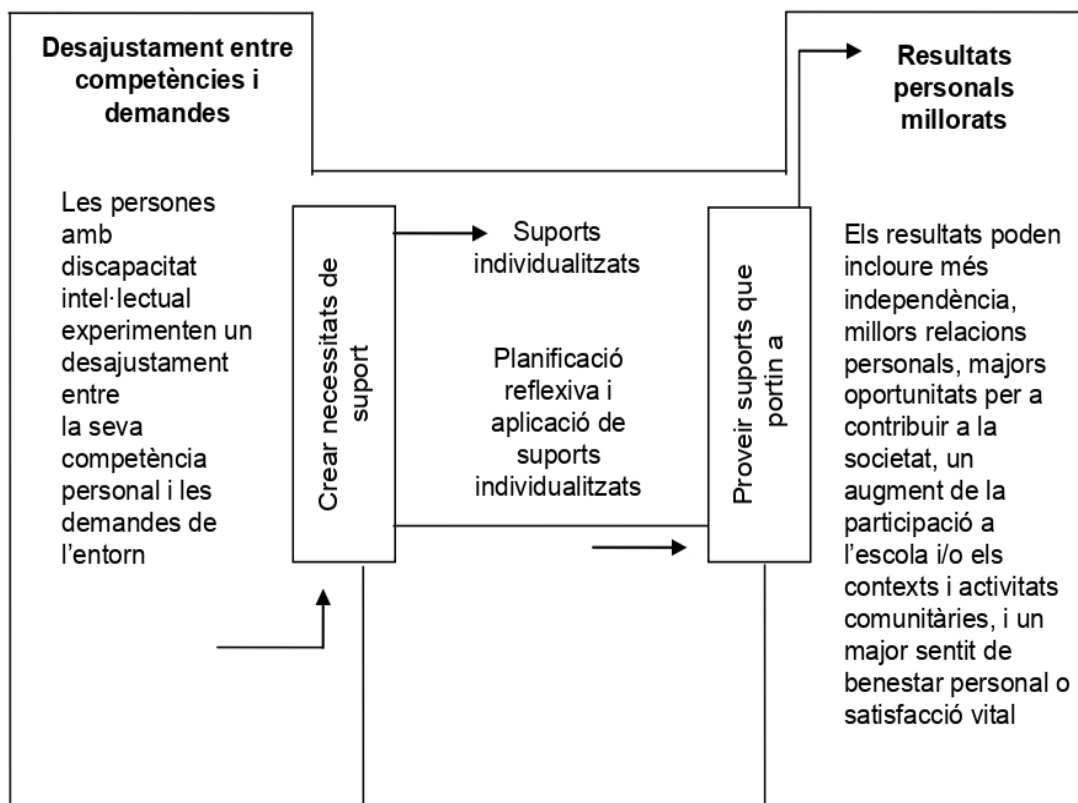 Desajustament entre
competències i
demandes
Les persones
amb
discapacitat
intel·lectual
experimenten un
desajustament
entre
la seva
competència
personal i les
demandes de
l’entorn
Crear necessitats de
suport
Suports
individualitzats
Planificació
reflexiva i
aplicació de
suports
individualitzats
Proveir suports que
portin a
Resultats
personals
millorats
Els resultats poden
incloure més
independència,
millors relacions
personals, majors
oportunitats per a
contribuir a la
societat, un
augment de la
participació a
l’escola i/o els
contexts i activitats
comunitàries, i un
major sentit de
benestar personal o
satisfacció vital